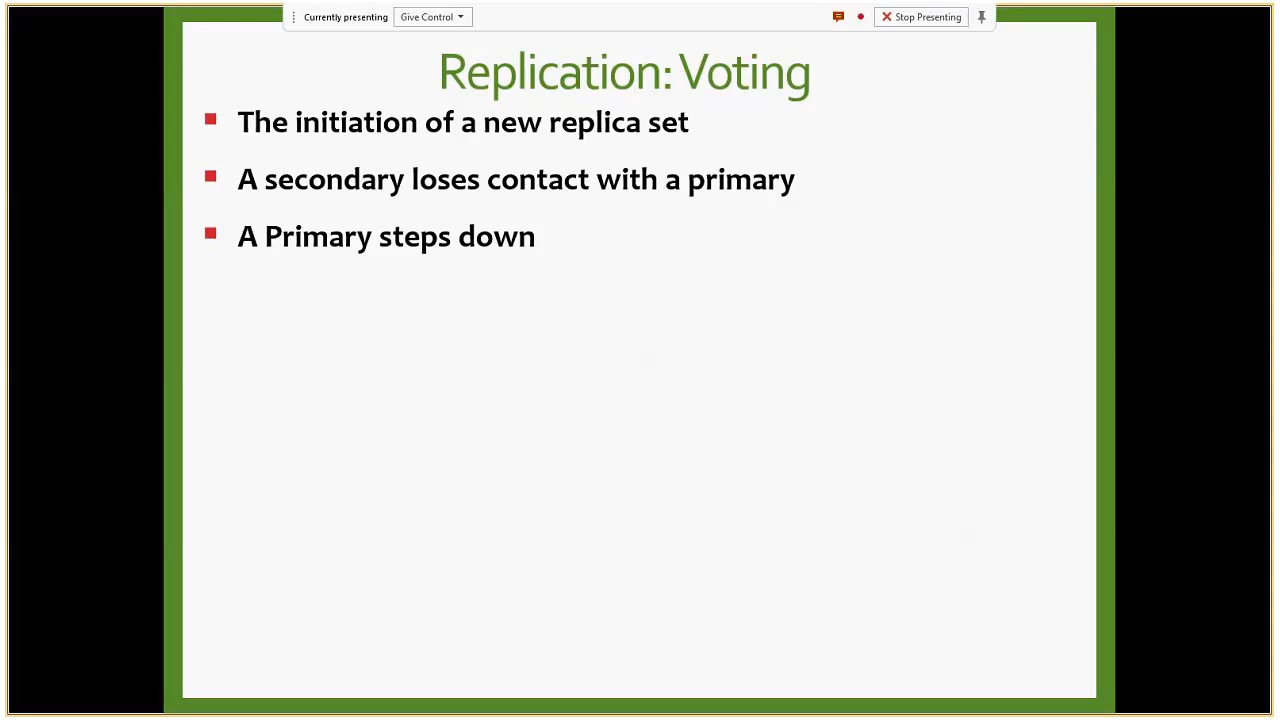 Currently presenting Give Control Stop Presenting
Replication: Voting
The initiation of a new replica set
A secondary loses contact with a primary
A Primary steps down